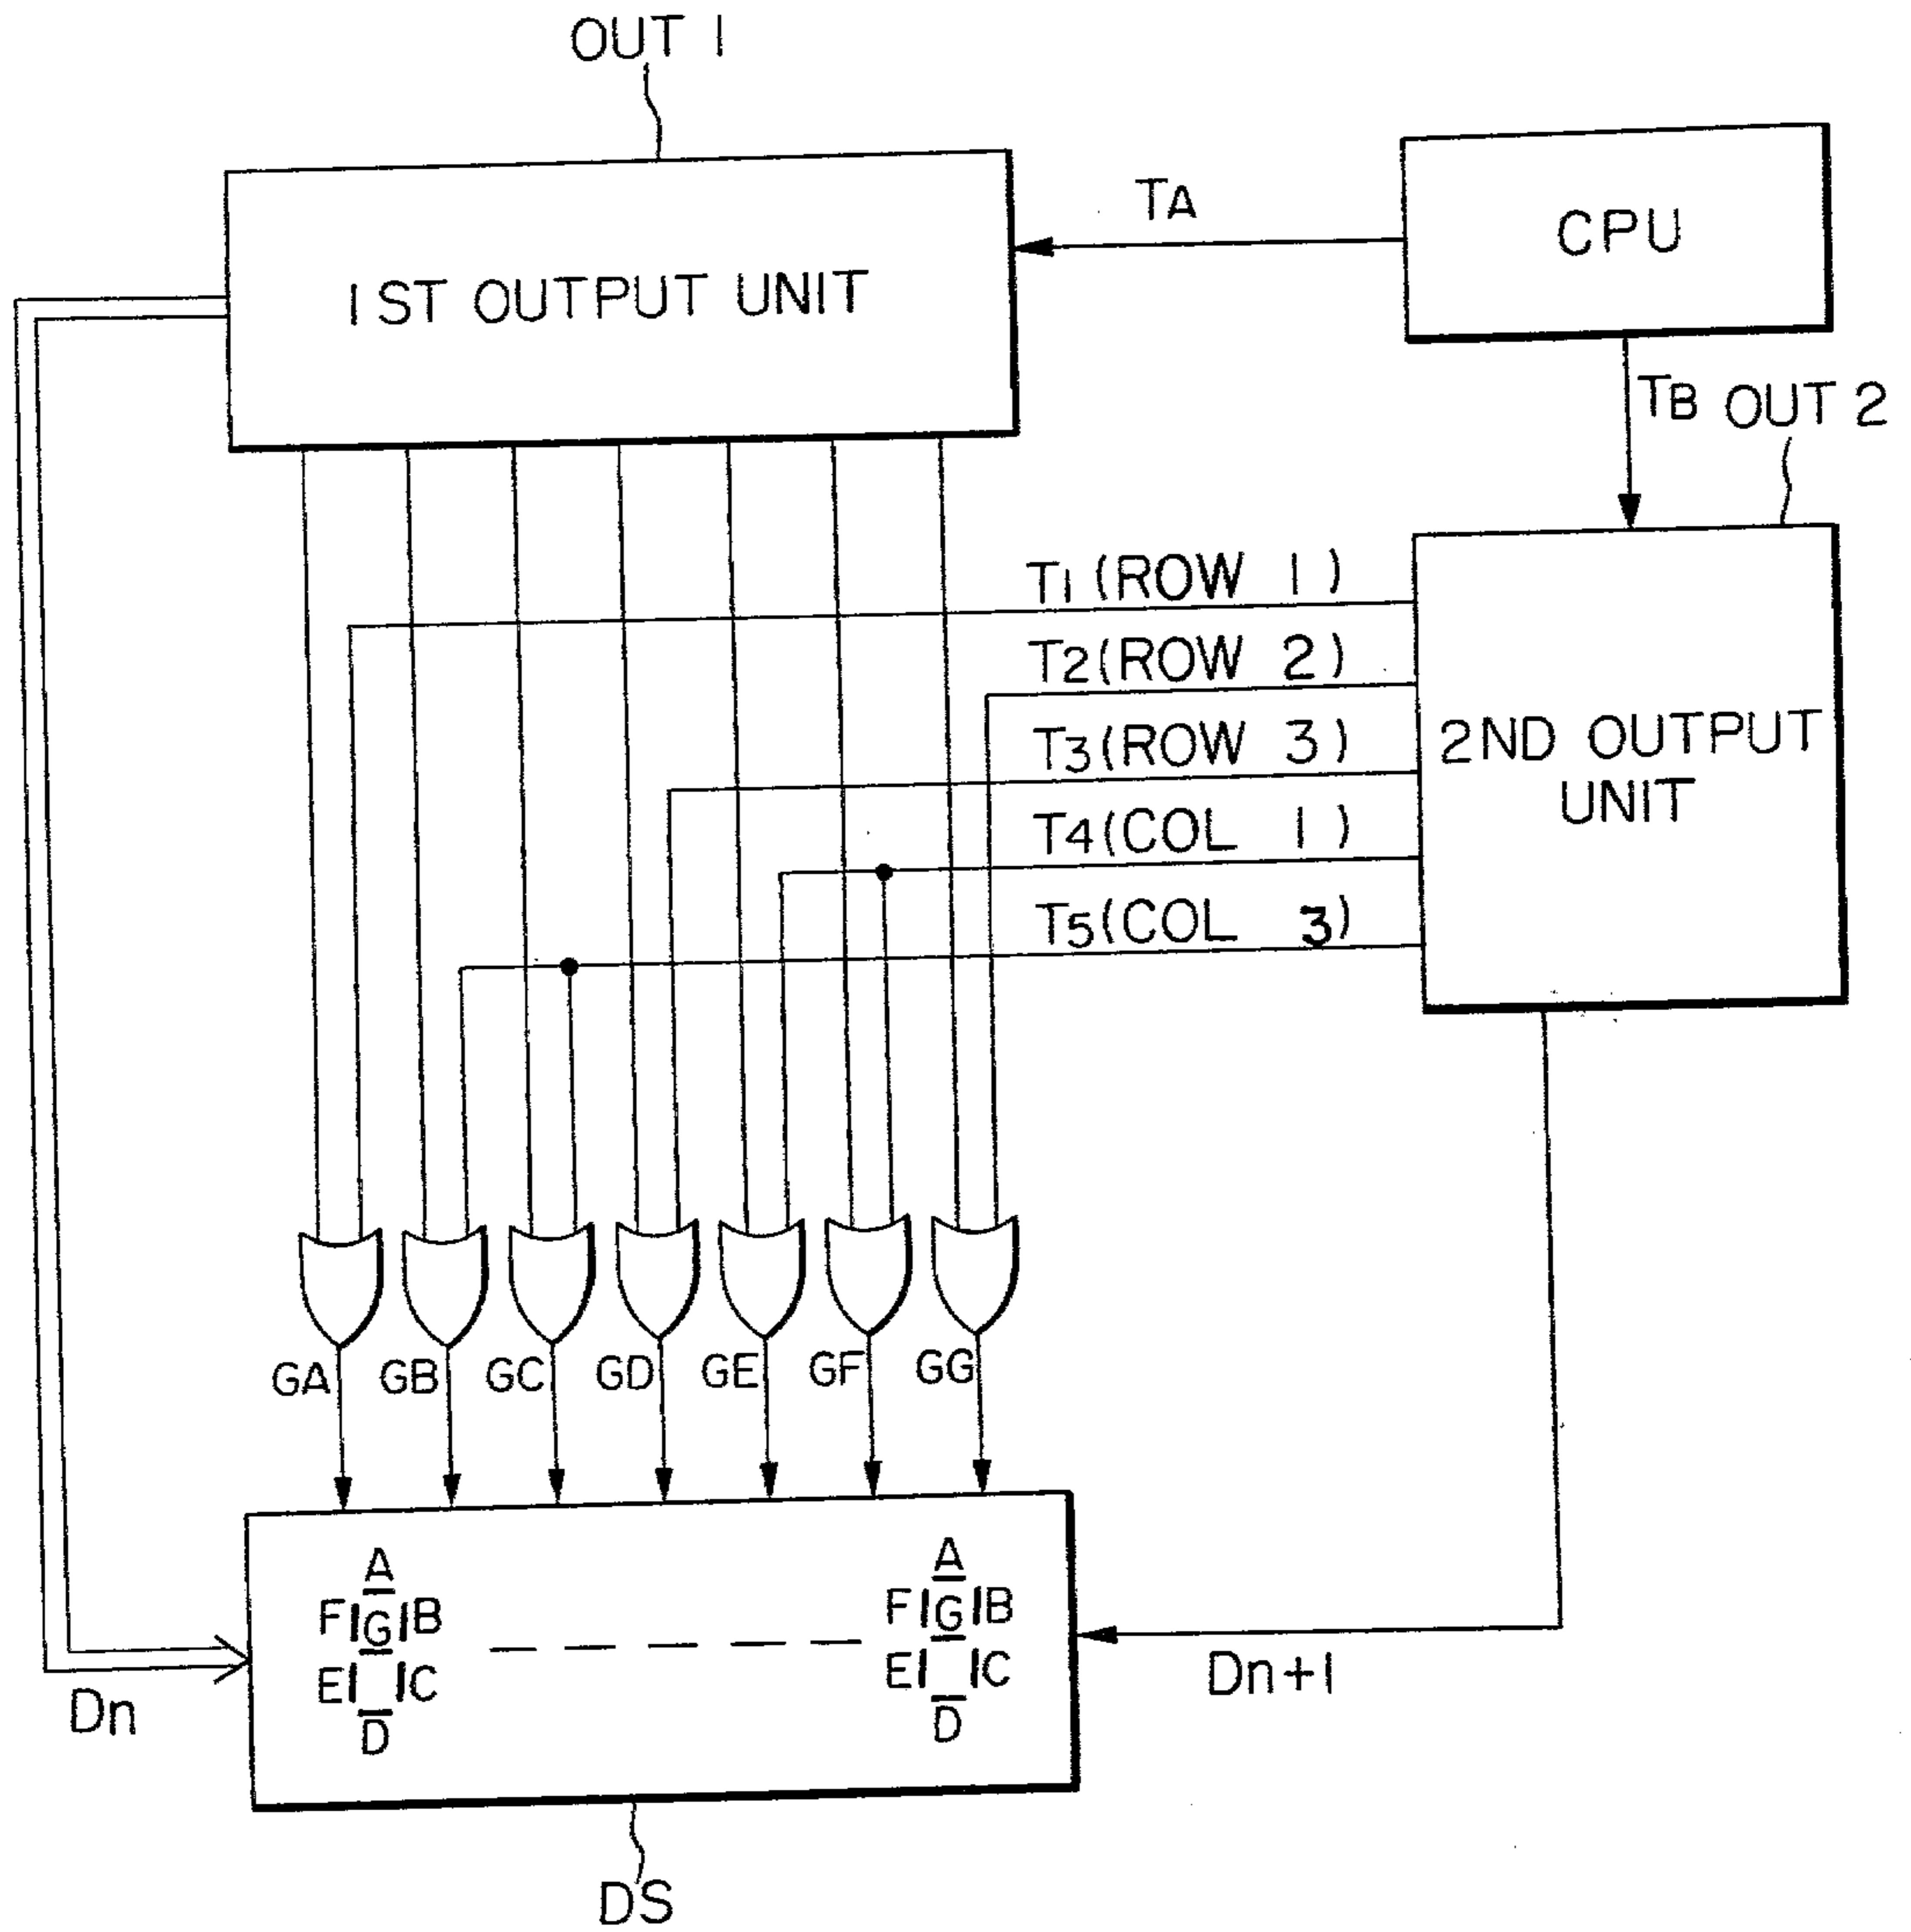 OUT 1
TA
CPU
1 ST OUTPUT UNIT
TB OUT 2
T1 (ROW 1)
T2 (ROW 2)
T3 (ROW 3)
2ND OUTPUT
UNIT
T4 (COL 1)
T5 (COL 3)
GA GB GC GD GE GF GG
A A
F G B F G B
E C E C
D D
Dn
Dn+1
DS